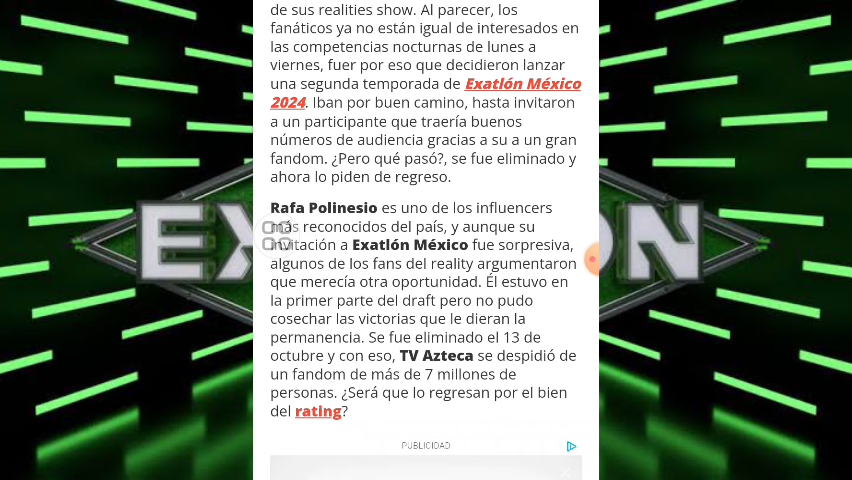 de sus realities show. Al parecer, los
fanáticos ya no están igual de interesados en
las competencias nocturnas de lunes a
viernes, fuer por eso que decidieron lanzar
una segunda temporada de Exatlón México
2024. Iban por buen camino, hasta invitaron
a un participante que traería buenos
números de audiencia gracias a su a un gran
fandom. ¿Pero qué pasó?, se fue eliminado y
ahora lo piden de regreso.
Rafa Polinesio es uno de los influencers
más reconocidos del país, y aunque su
invitación a Exatlón México fue sorpresiva,
algunos de los fans del reality argumentaron
que merecía otra oportunidad. Él estuvo en
la primer parte del draft pero no pudo
cosechar las victorias que le dieran la
permanencia. Se fue eliminado el 13 de
octubre y con eso, TV Azteca se despidió de
un fandom de más de 7 millones de
personas. ¿Será que lo regresan por el bien
del rating?
PUBLICIDAD
EX
ON